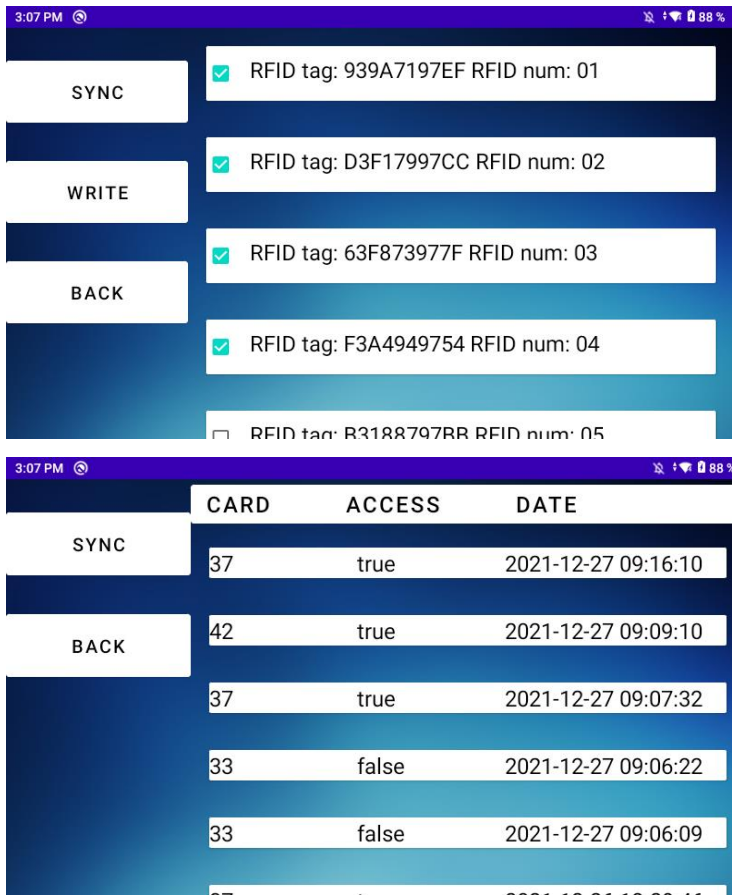 3:07 PM 88 %
SYNC
WRITE
BACK
RFID tag: 939A7197EF RFID num: 01
RFID tag: D3F17997CC RFID num: 02
RFID tag: 63F873977F RFID num: 03
RFID tag: F3A4949754 RFID num: 04
RFID tag: B3188797BB RFID num: 05
3:07 PM 88 %
SYNC
BACK
CARD ACCESS DATE
37 true 2021-12-27 09:16:10
42 true 2021-12-27 09:09:10
37 true 2021-12-27 09:07:32
33 false 2021-12-27 09:06:22
33 false 2021-12-27 09:06:09